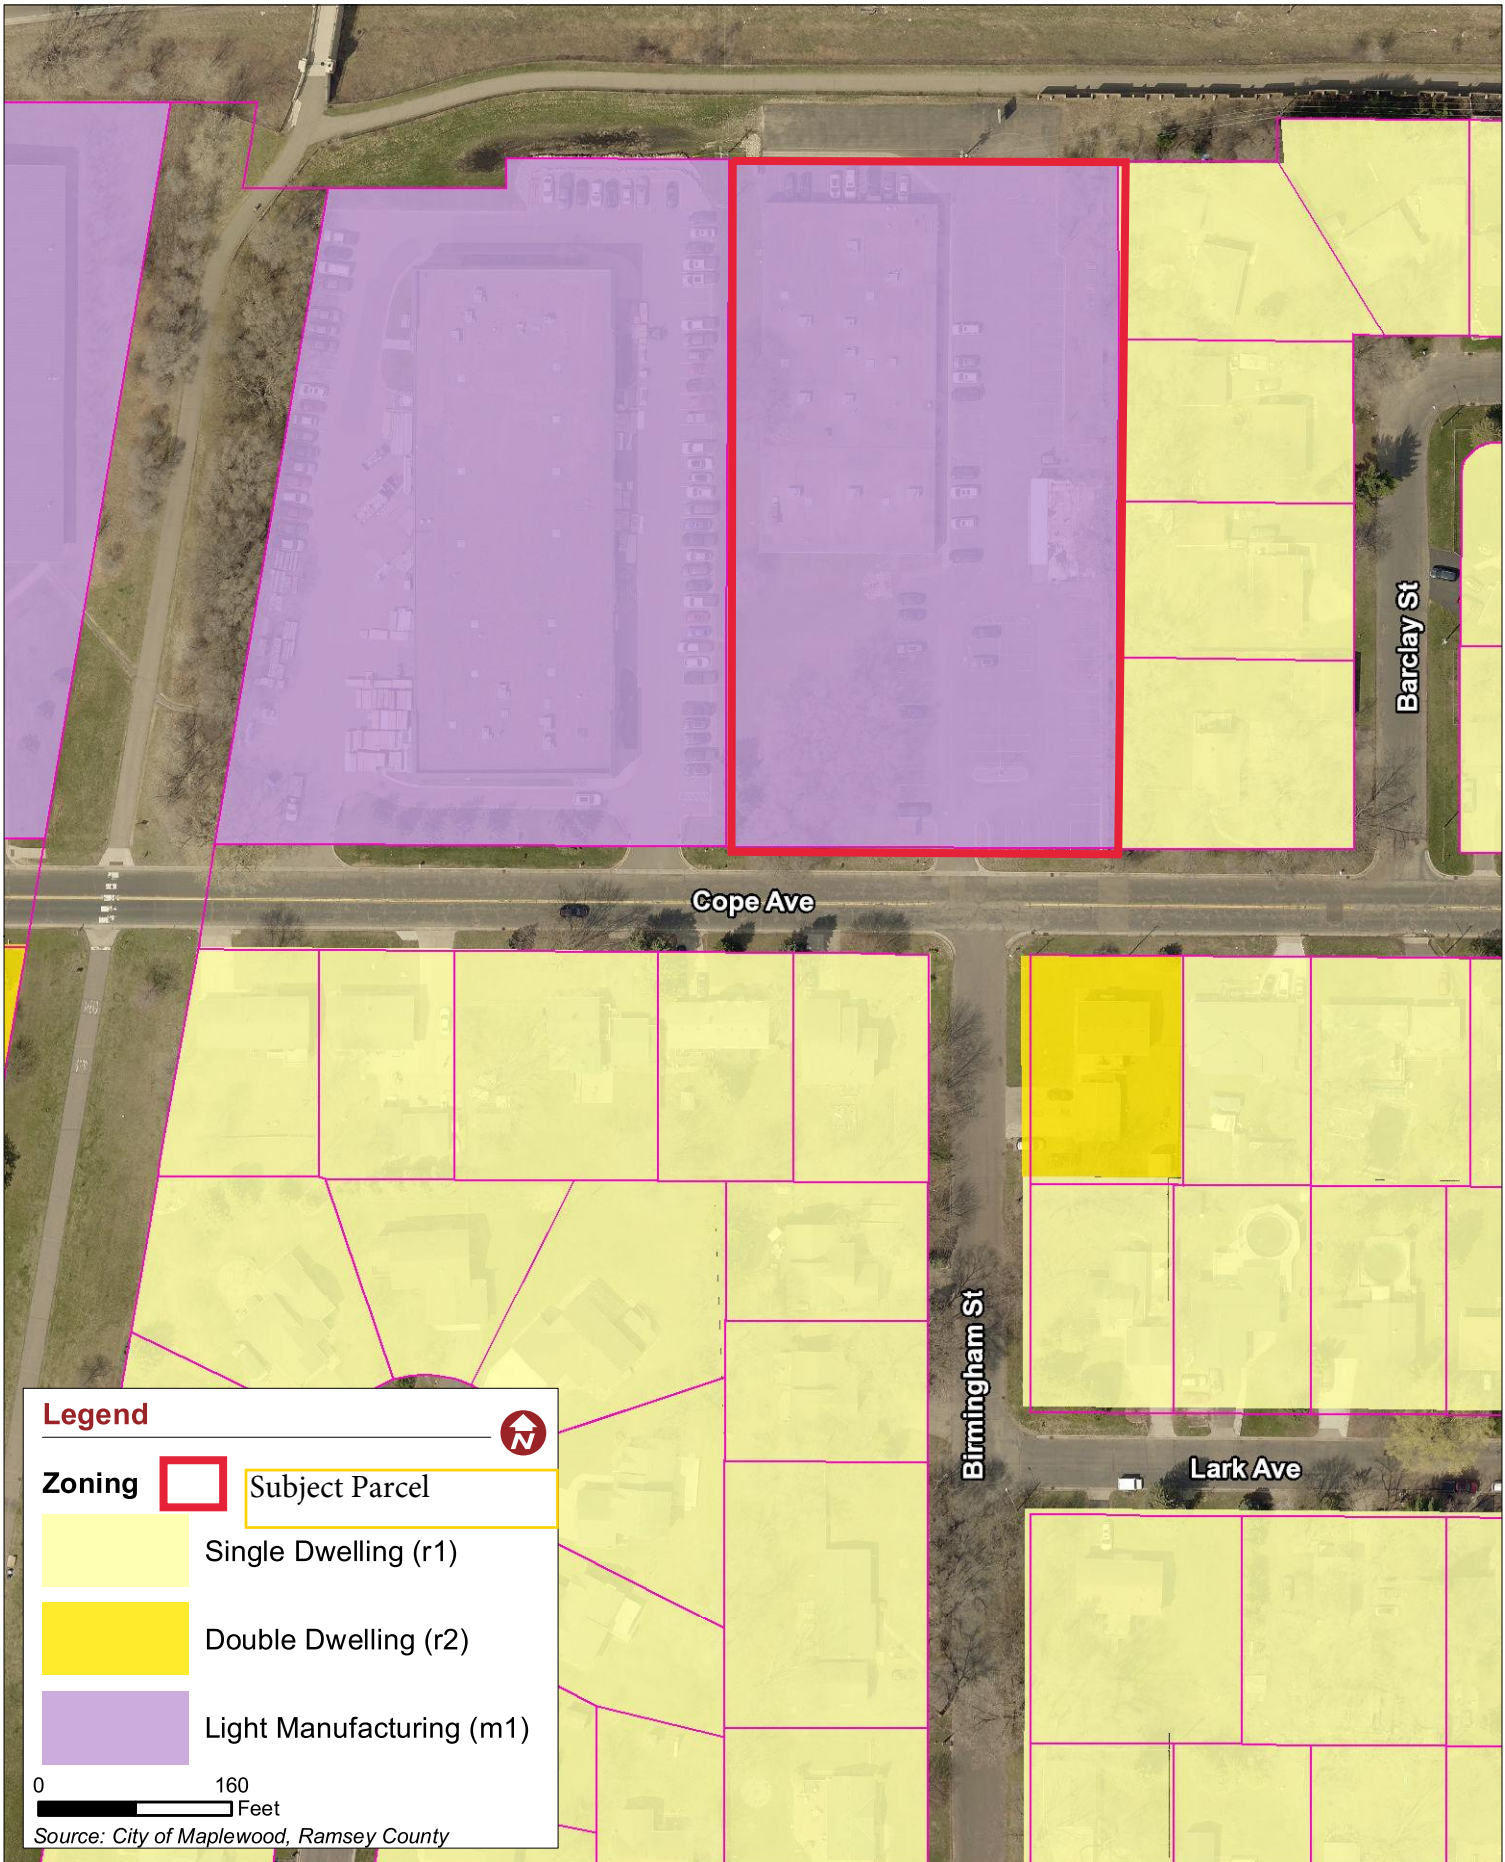 Barclay St
Cope Ave
Birmingham St
Lark Ave
Legend
N
Zoning
Subject Parcel
Single Dwelling (r1)
Double Dwelling (r2)
Light Manufacturing (m1)
0 160
Feet
Source: City of Maplewood, Ramsey County